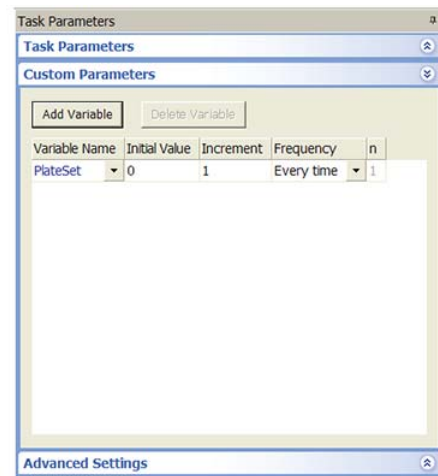 Task Parameters
Task Parameters
Custom Parameters
Add Variable Delete Variable
Variable Name Initial Value Increment Frequency n
PlateSet 0 1 Every time 1
Advanced Settings